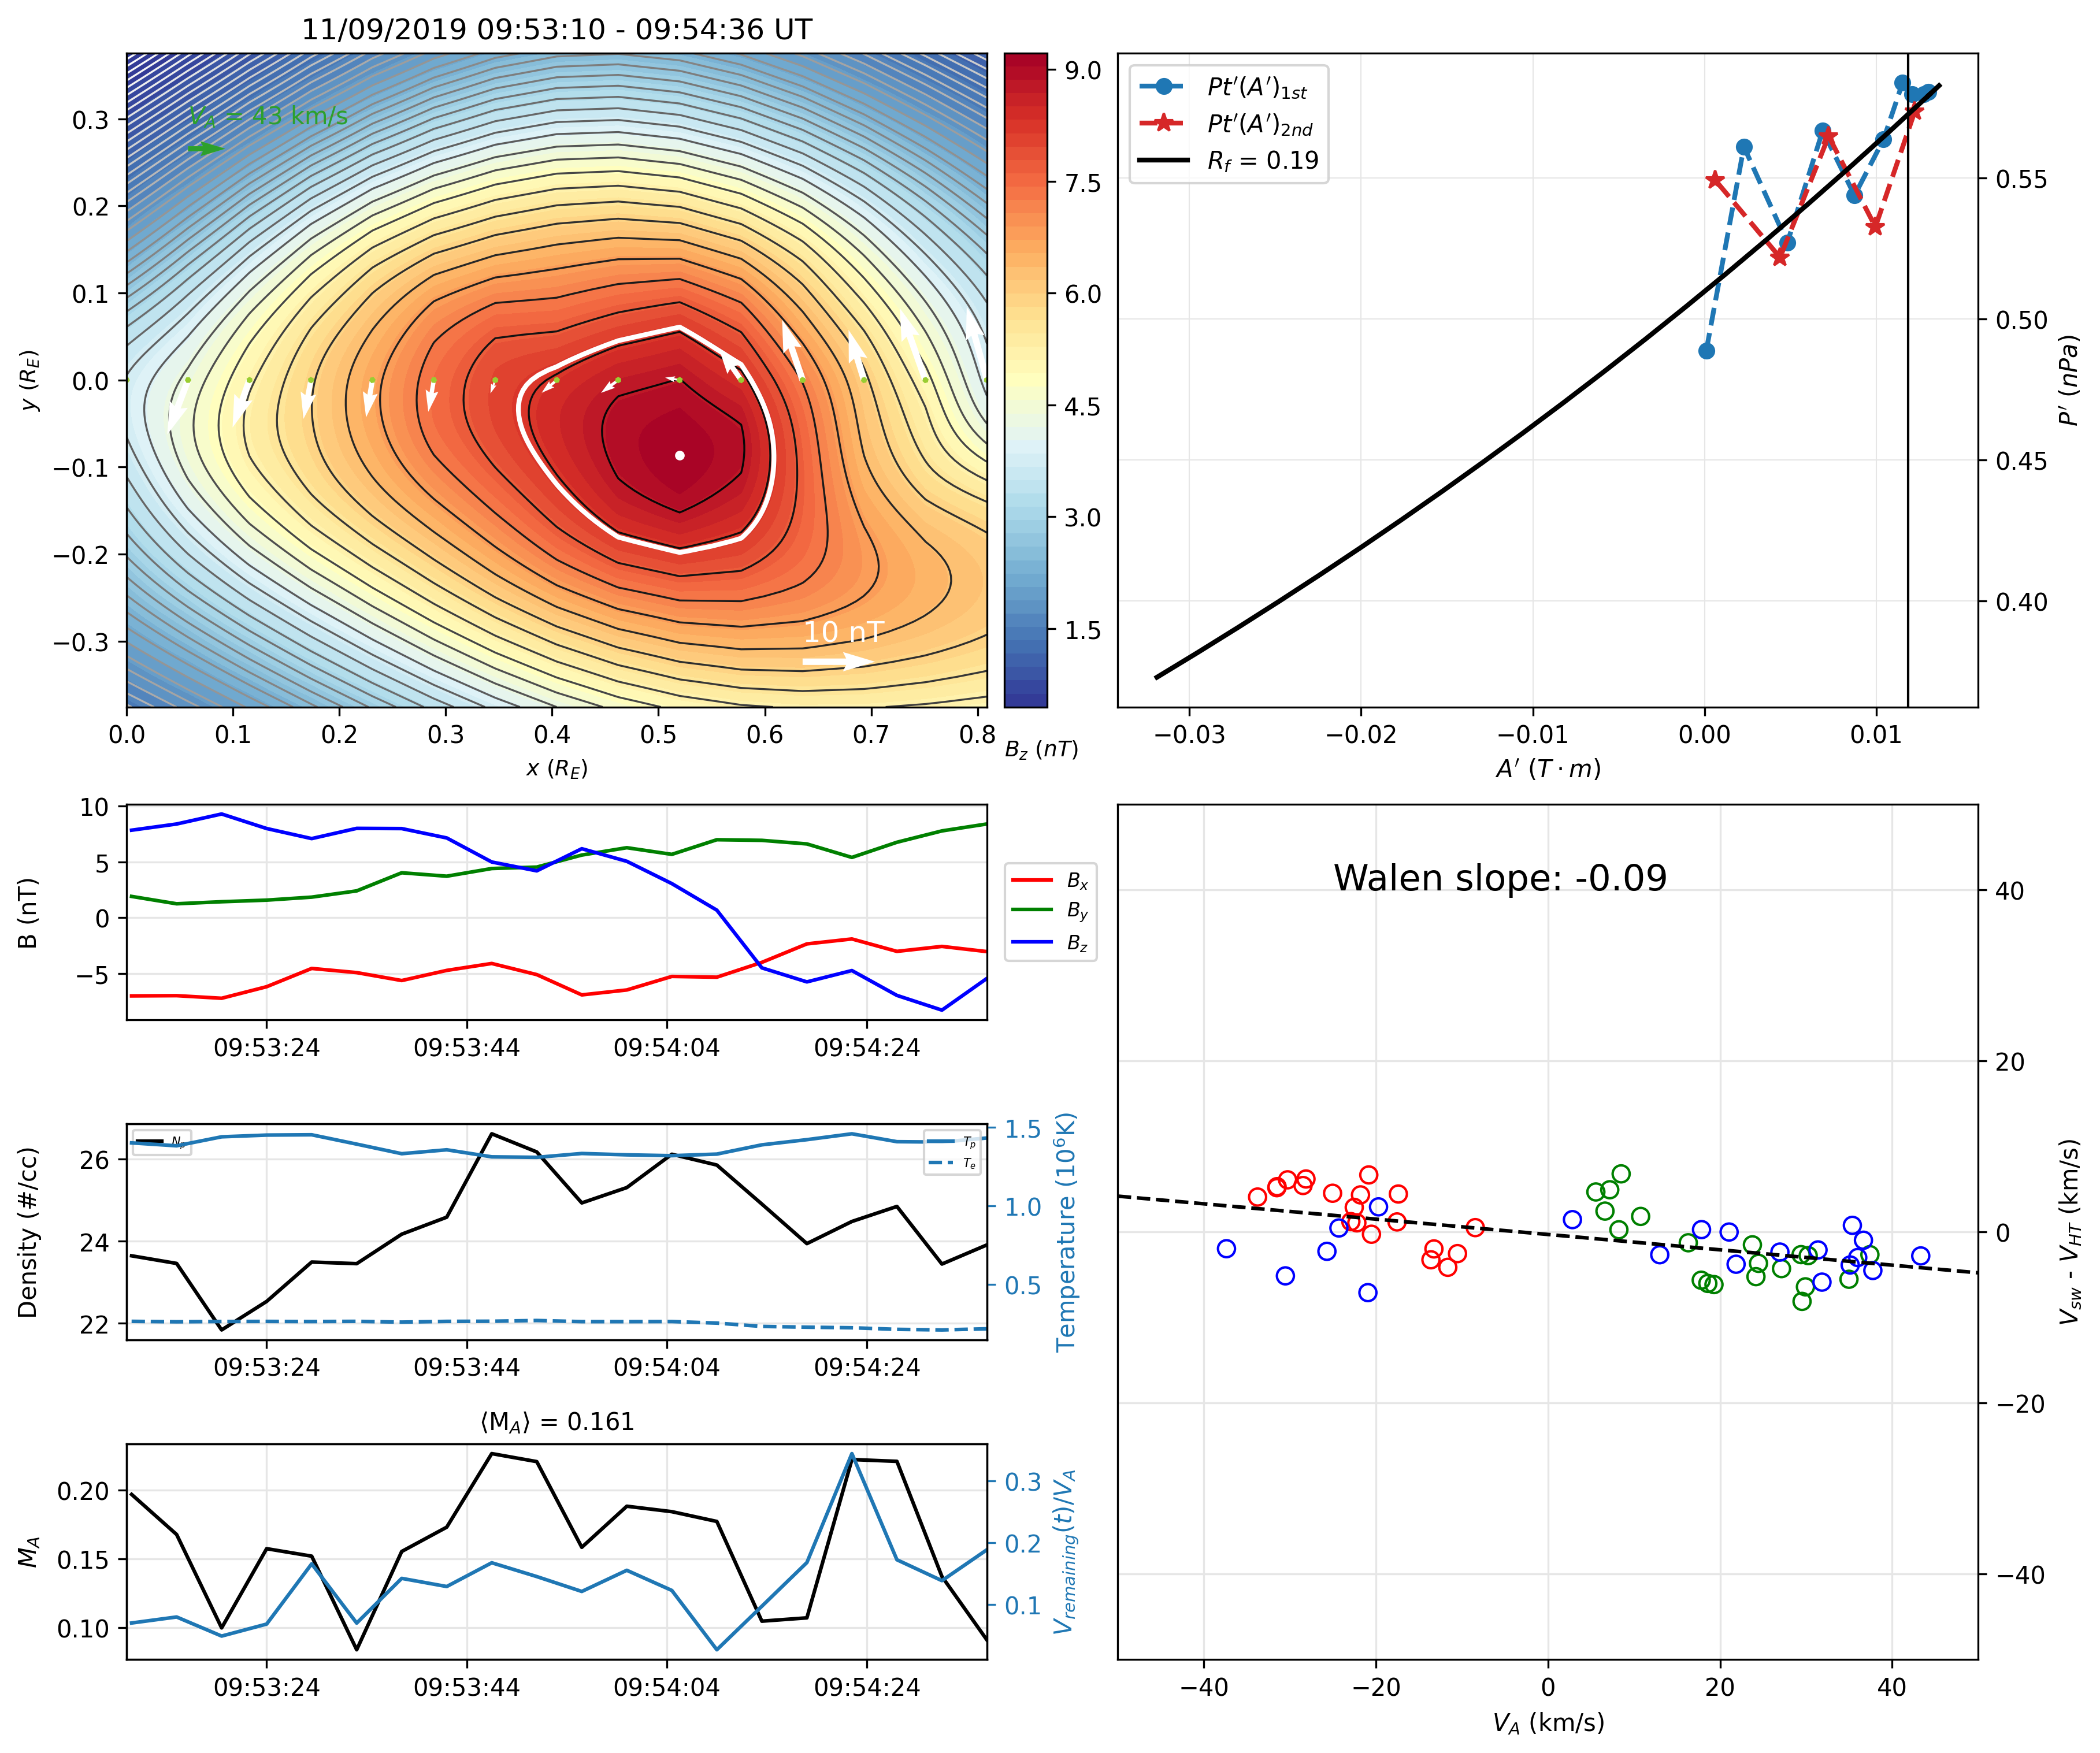 11/09/2019 09:53:10 - 09:54:36 UT
V_A = 43 km/s
10 nT
0.3
0.2
0.1
0.0
−0.1
−0.2
−0.3
y (R_E)
0.0 0.1 0.2 0.3 0.4 0.5 0.6 0.7 0.8
x (R_E)
9.0
7.5
6.0
4.5
3.0
1.5
B_z (nT)
Pt′(A′)_1st
Pt′(A′)_2nd
R_f = 0.19
0.55
0.50
0.45
0.40
P′ (nPa)
−0.03 −0.02 −0.01 0.00 0.01
A′ (T · m)
10
5
0
−5
B (nT)
B_x
B_y
B_z
09:53:24 09:53:44 09:54:04 09:54:24
26
24
22
Density (#/cc)
N_p
T_p
T_e
1.5
1.0
0.5
Temperature (10^6K)
09:53:24 09:53:44 09:54:04 09:54:24
⟨M_A⟩ = 0.161
0.20
0.15
0.10
M_A
0.3
0.2
0.1
V_remaining(t)/V_A
09:53:24 09:53:44 09:54:04 09:54:24
Walen slope: -0.09
40
20
0
−20
−40
V_sw - V_HT (km/s)
−40 −20 0 20 40
V_A (km/s)